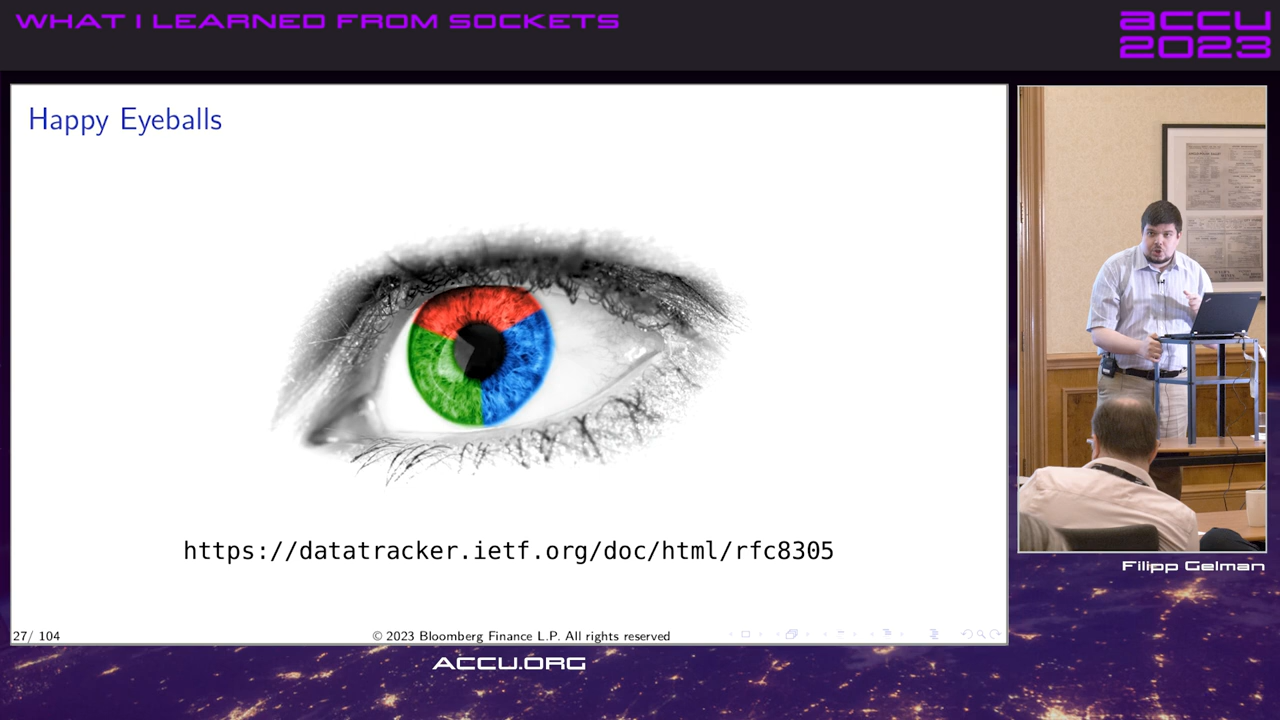 WHAT I LEARNED FROM SOCKETS
accu
2023
Happy Eyeballs
https://datatracker.ietf.org/doc/html/rfc8305
27/ 104
© 2023 Bloomberg Finance L.P. All rights reserved
Filipp Gelman
ACCU.ORG